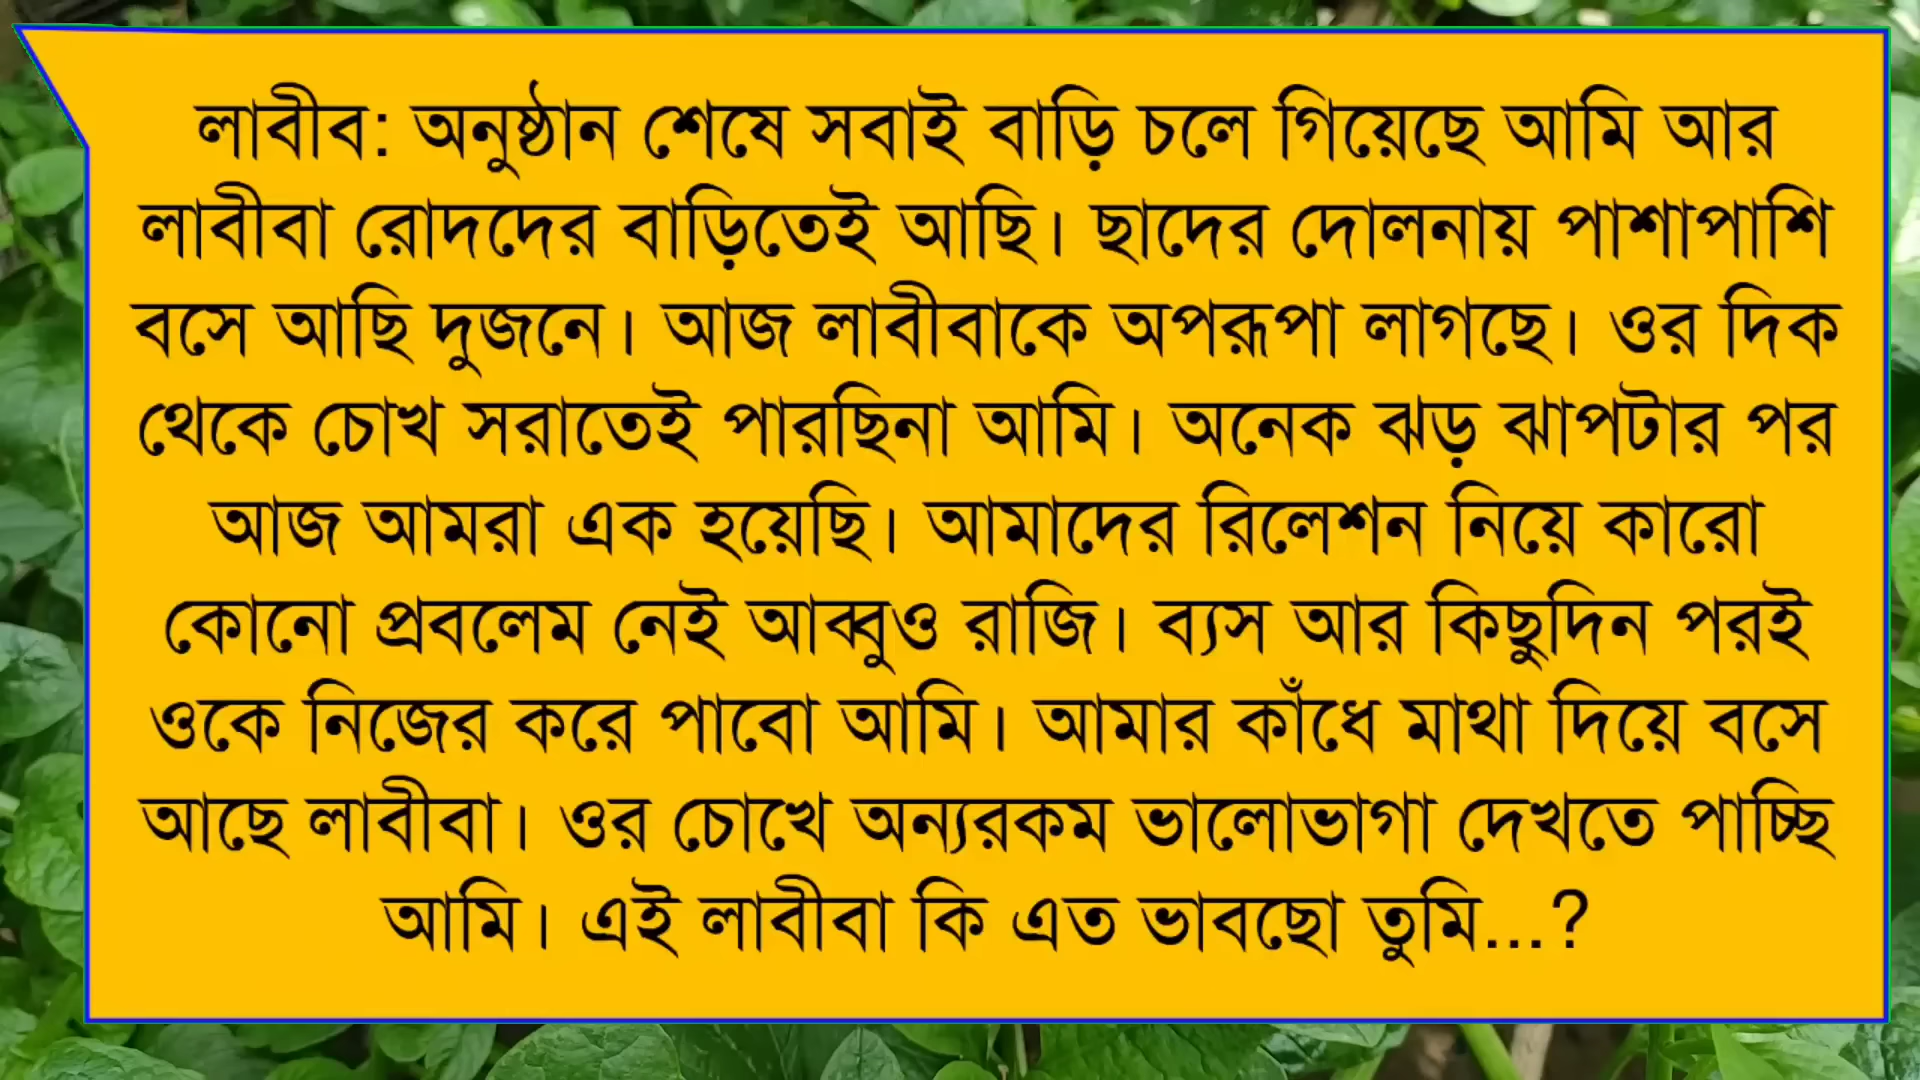 লাবীব: অনুষ্ঠান শেষে সবাই বাড়ি চলে গিয়েছে আমি আর
লাবীবা রোদদের বাড়িতেই আছি। ছাদের দোলনায় পাশাপাশি
বসে আছি দুজনে। আজ লাবীবাকে অপরূপা লাগছে। ওর দিক
থেকে চোখ সরাতেই পারছিনা আমি। অনেক ঝড় ঝাপটার পর
আজ আমরা এক হয়েছি। আমাদের রিলেশন নিয়ে কারো
কোনো প্রবলেম নেই আব্বুও রাজি। ব্যস আর কিছুদিন পরই
ওকে নিজের করে পাবো আমি। আমার কাঁধে মাথা দিয়ে বসে
আছে লাবীবা। ওর চোখে অন্যরকম ভালোভাগা দেখতে পাচ্ছি
আমি। এই লাবীবা কি এত ভাবছো তুমি...?